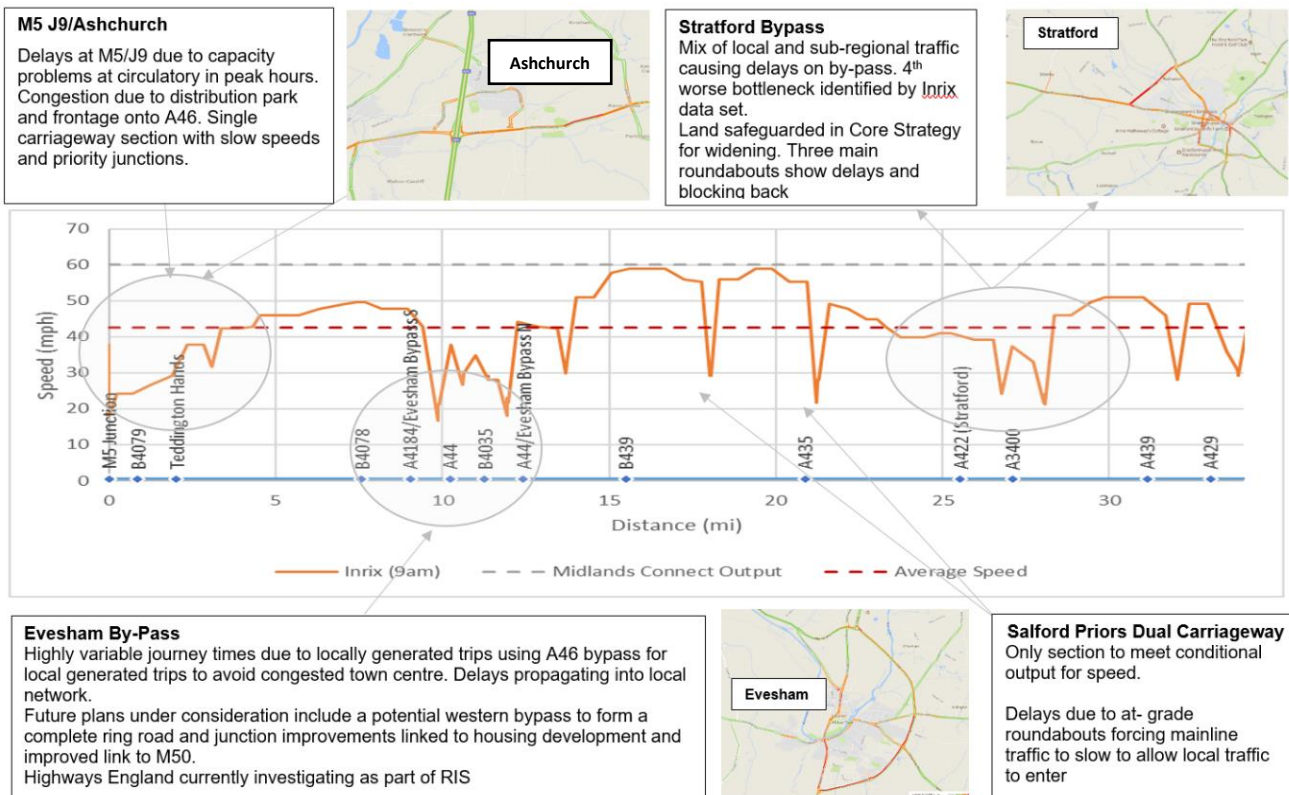 M5 J9/Ashchurch
Delays at M5/J9 due to capacity
problems at circulatory in peak hours.
Congestion due to distribution park
and frontage onto A46. Single
carriageway section with slow speeds
and priority junctions.
Ashchurch
Stratford Bypass
Mix of local and sub-regional traffic
causing delays on by-pass. 4th
worse bottleneck identified by Inrix
data set.
Land safeguarded in Core Strategy
for widening. Three main
roundabouts show delays and
blocking back
Stratford
70
60
50
40
30
20
10
0
Speed (mph)
M5 Junction
B4079
Teddington Hands
B4078
A4184/Evesham Bypass S
A44
B4035
A44/Evesham Bypass N
B439
A435
A422 (Stratford)
A3400
A439
A429
0 5 10 15 20 25 30
Distance (mi)
Inrix (9am) Midlands Connect Output Average Speed
Evesham By-Pass
Highly variable journey times due to locally generated trips using A46 bypass for
local generated trips to avoid congested town centre. Delays propagating into local
network.
Future plans under consideration include a potential western bypass to form a
complete ring road and junction improvements linked to housing development and
improved link to M50.
Highways England currently investigating as part of RIS
Evesham
Salford Priors Dual Carriageway
Only section to meet conditional
output for speed.
Delays due to at- grade
roundabouts forcing mainline
traffic to slow to allow local traffic
to enter